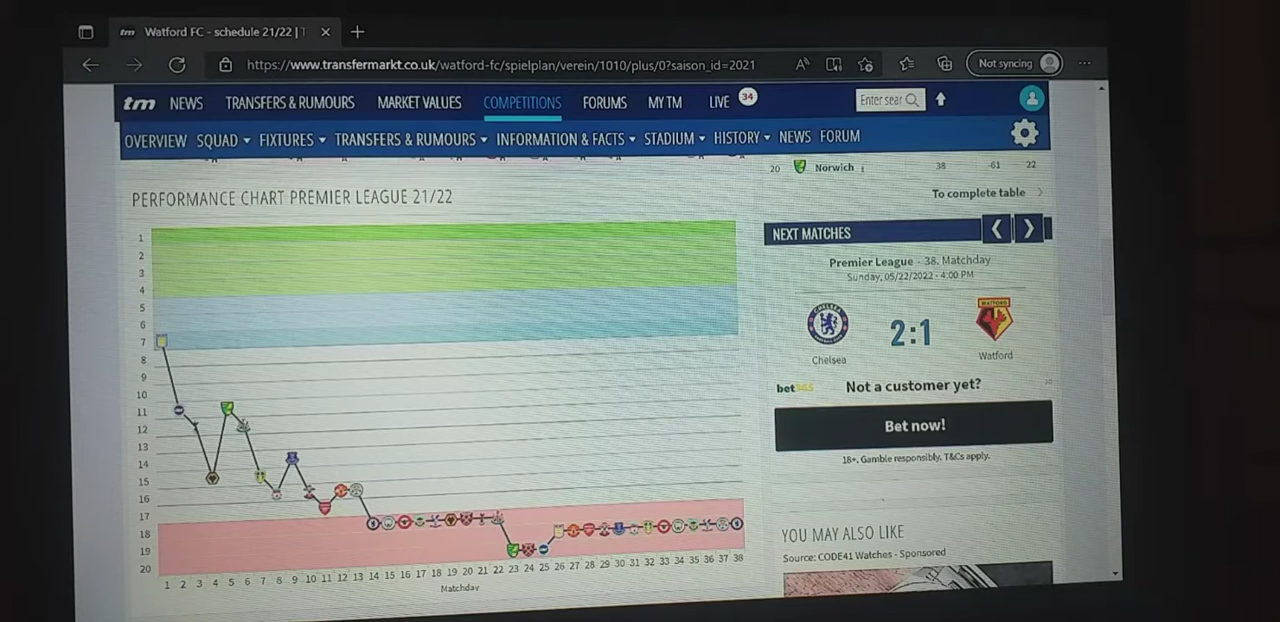 tm Watford FC - schedule 21/22 | T
https://www.transfermarkt.co.uk/watford-fc/spielplan/verein/1010/plus/0?saison_id=2021
Not syncing
tm NEWS TRANSFERS & RUMOURS MARKET VALUES COMPETITIONS FORUMS MY TM LIVE 34 Enter sear
OVERVIEW SQUAD FIXTURES TRANSFERS & RUMOURS INFORMATION & FACTS STADIUM HISTORY NEWS FORUM
20 Norwich 38 -61 22
To complete table
PERFORMANCE CHART PREMIER LEAGUE 21/22
1
2
3
4
5
6
7
8
9
10
11
12
13
14
15
16
17
18
19
20
1 2 3 4 5 6 7 8 9 10 11 12 13 14 15 16 17 18 19 20 21 22 23 24 25 26 27 28 29 30 31 32 33 34 35 36 37 38
Matchday
NEXT MATCHES
Premier League - 38. Matchday
Sunday, 05/22/2022 - 4:00 PM
2:1
Chelsea Watford
bet365 Not a customer yet?
Bet now!
18+. Gamble responsibly. T&Cs apply.
YOU MAY ALSO LIKE
Source: CODE41 Watches - Sponsored